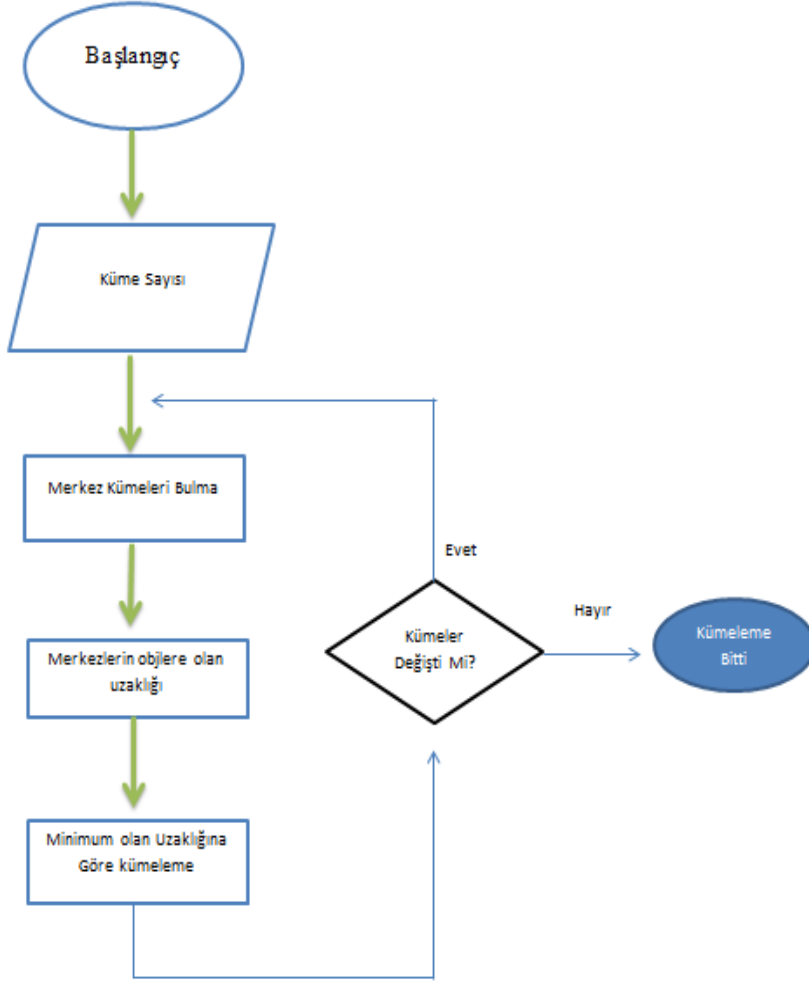 Başlangıç
Küme Sayısı
Merkez Kümeleri Bulma
Merkezlerin objlere olan
uzaklığı
Minimum olan Uzaklığına
Göre kümeleme
Evet
Kümeler
Değişti Mi?
Hayır
Kümeleme
Bitti